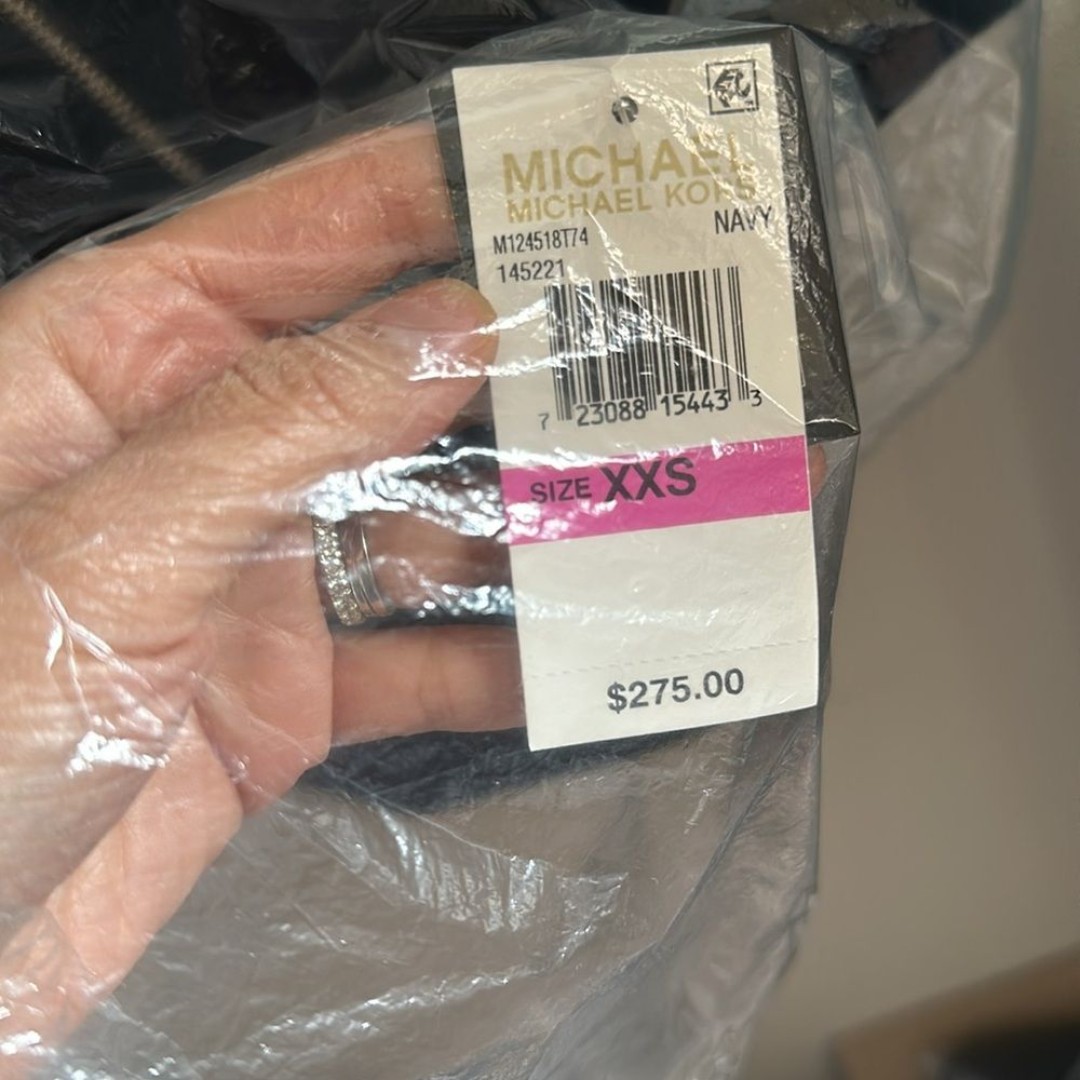 MICHAEL
MICHAEL KORS
NAVY
M124518T74
145221
7 23088 15443 3
SIZE XXS
$275.00